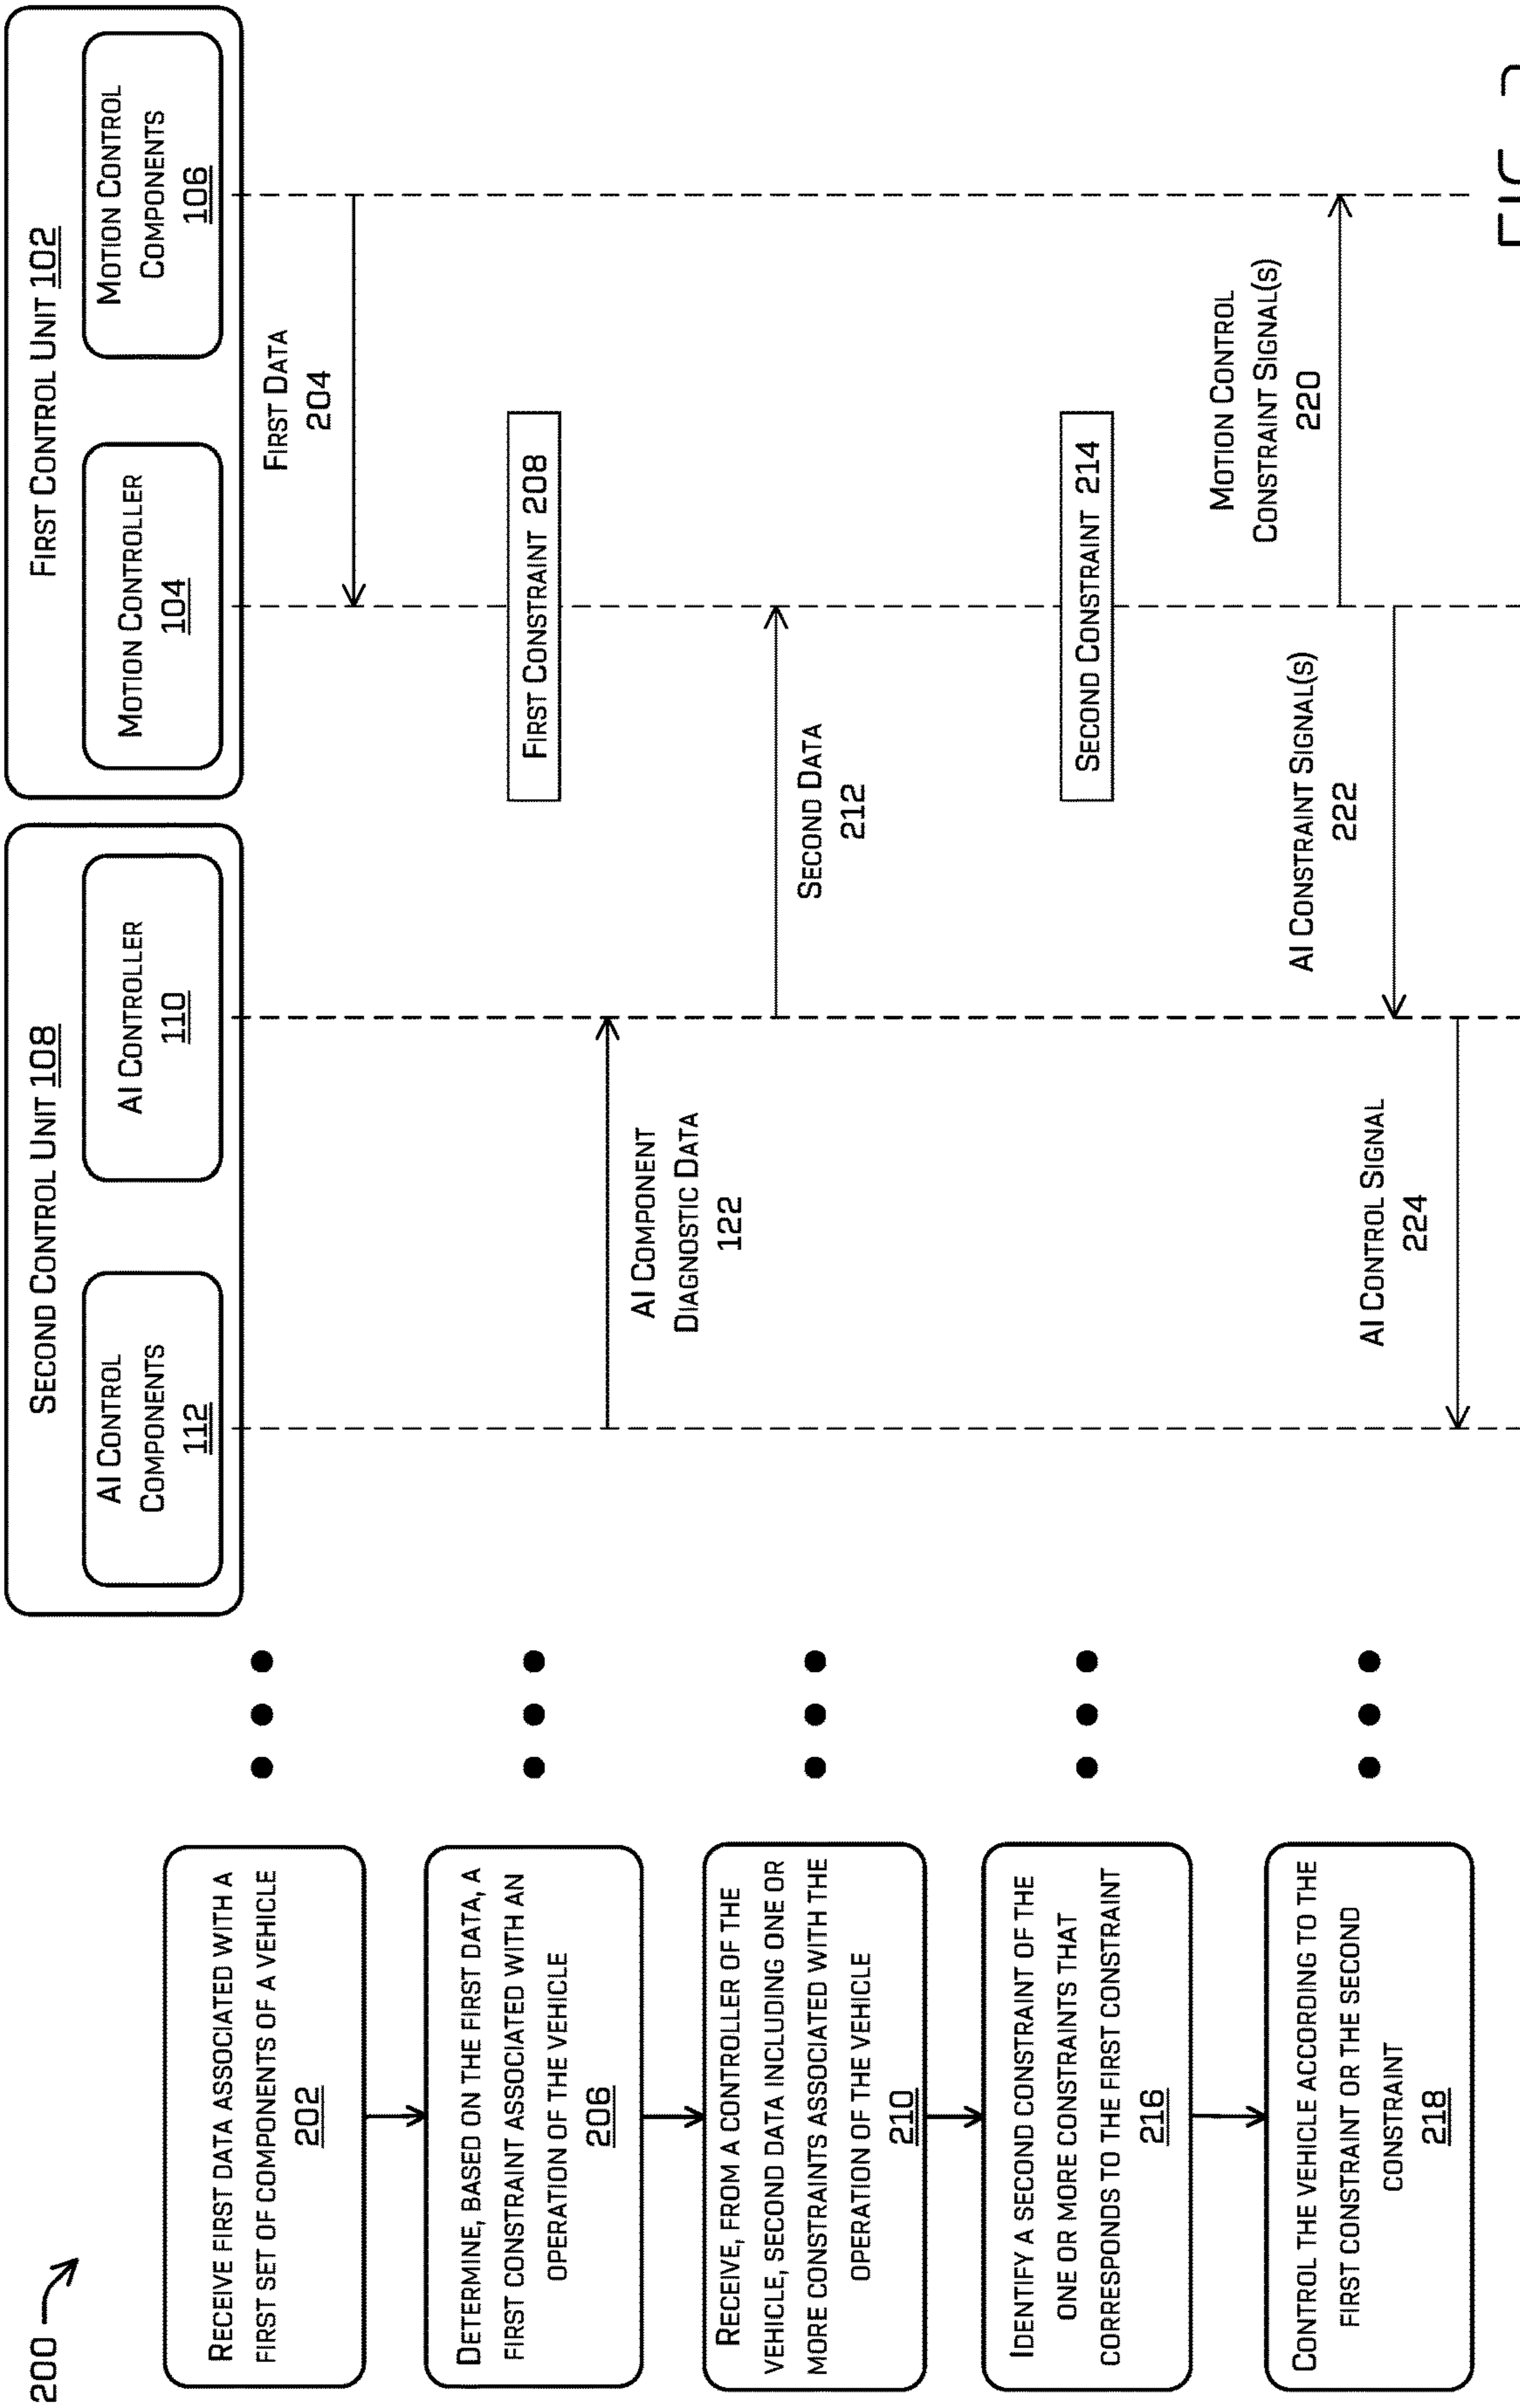 200
SECOND CONTROL UNIT 108
AI CONTROL
COMPONENTS
112
AI CONTROLLER
110
FIRST CONTROL UNIT 102
MOTION CONTROLLER
104
MOTION CONTROL
COMPONENTS
106
RECEIVE FIRST DATA ASSOCIATED WITH A
FIRST SET OF COMPONENTS OF A VEHICLE
202
FIRST DATA
204
DETERMINE, BASED ON THE FIRST DATA, A
FIRST CONSTRAINT ASSOCIATED WITH AN
OPERATION OF THE VEHICLE
206
FIRST CONSTRAINT 208
AI COMPONENT
DIAGNOSTIC DATA
122
RECEIVE, FROM A CONTROLLER OF THE
VEHICLE, SECOND DATA INCLUDING ONE OR
MORE CONSTRAINTS ASSOCIATED WITH THE
OPERATION OF THE VEHICLE
210
SECOND DATA
212
IDENTIFY A SECOND CONSTRAINT OF THE
ONE OR MORE CONSTRAINTS THAT
CORRESPONDS TO THE FIRST CONSTRAINT
216
SECOND CONSTRAINT 214
CONTROL THE VEHICLE ACCORDING TO THE
FIRST CONSTRAINT OR THE SECOND
CONSTRAINT
218
MOTION CONTROL
CONSTRAINT SIGNAL(S)
220
AI CONSTRAINT SIGNAL(S)
222
AI CONTROL SIGNAL
224